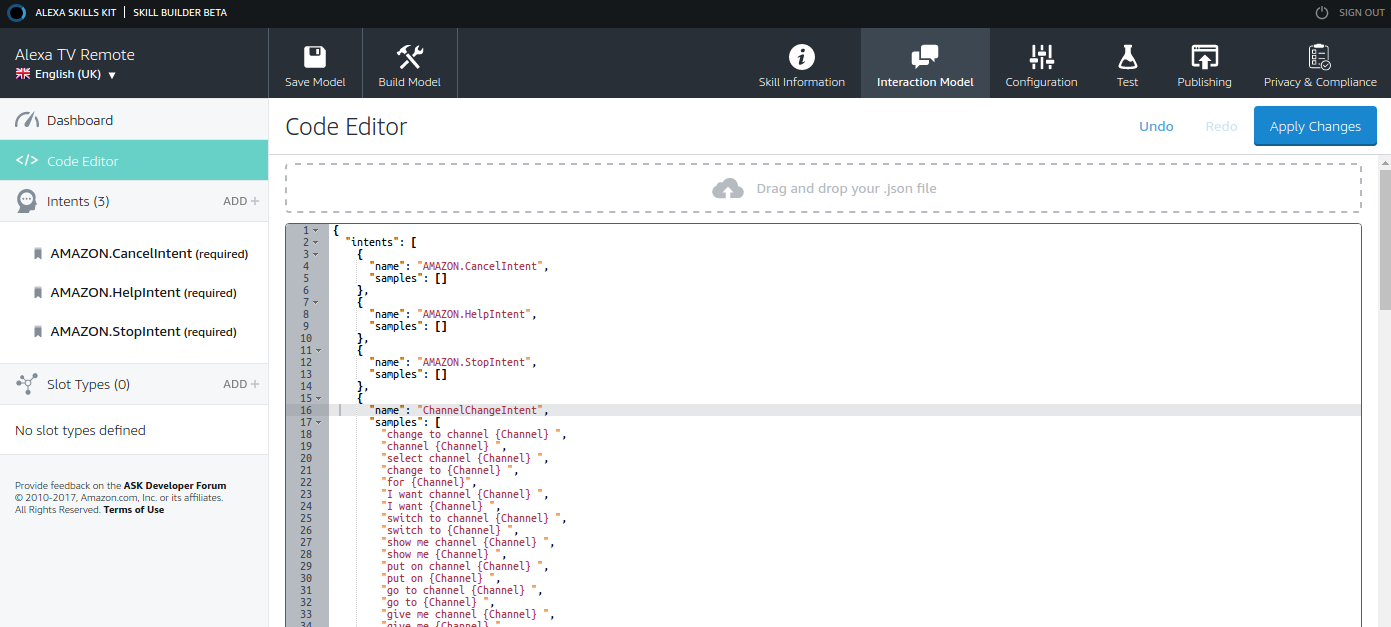 ALEXA SKILLS KIT | SKILL BUILDER BETA
SIGN OUT
Alexa TV Remote
English (UK) ▼
Save Model
Build Model
Skill Information
Interaction Model
Configuration
Test
Publishing
Privacy & Compliance
Dashboard
</> Code Editor
Intents (3) ADD +
AMAZON.CancelIntent (required)
AMAZON.HelpIntent (required)
AMAZON.StopIntent (required)
Slot Types (0) ADD +
No slot types defined
Provide feedback on the ASK Developer Forum
© 2010-2017, Amazon.com, Inc. or its affiliates.
All Rights Reserved. Terms of Use
Code Editor
Undo Redo Apply Changes
Drag and drop your .json file
1 {
2 "intents": [
3 {
4 "name": "AMAZON.CancelIntent",
5 "samples": []
6 },
7 {
8 "name": "AMAZON.HelpIntent",
9 "samples": []
10 },
11 {
12 "name": "AMAZON.StopIntent",
13 "samples": []
14 },
15 {
16 "name": "ChannelChangeIntent",
17 "samples": [
18 "change to channel {Channel} ",
19 "channel {Channel} ",
20 "select channel {Channel} ",
21 "change to {Channel} ",
22 "for {Channel}",
23 "I want channel {Channel} ",
24 "I want {Channel} ",
25 "switch to channel {Channel} ",
26 "switch to {Channel} ",
27 "show me channel {Channel} ",
28 "show me {Channel} ",
29 "put on channel {Channel} ",
30 "put on {Channel} ",
31 "go to channel {Channel} ",
32 "go to {Channel} ",
33 "give me channel {Channel} ",
34 "give me {Channel} "